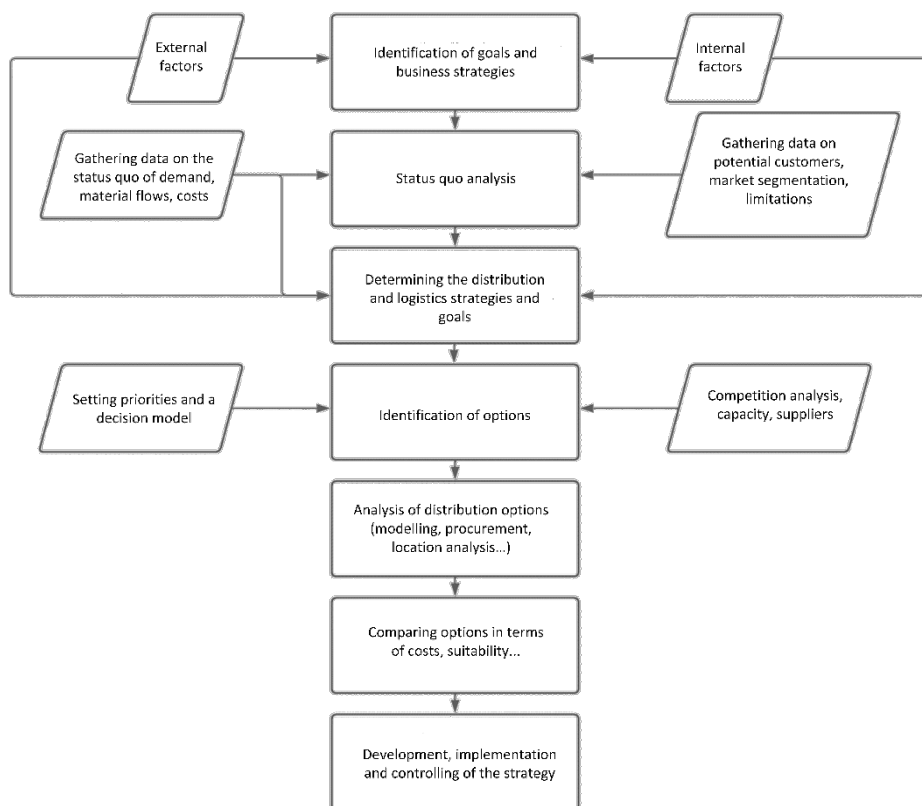 External
factors
Identification of goals and
business strategies
Internal
factors
Gathering data on the
status quo of demand,
material flows, costs
Status quo analysis
Gathering data on
potential customers,
market segmentation,
limitations
Determining the distribution
and logistics strategies and
goals
Setting priorities and a
decision model
Identification of options
Competition analysis,
capacity, suppliers
Analysis of distribution options
(modelling, procurement,
location analysis...)
Comparing options in terms
of costs, suitability...
Development, implementation
and controlling of the strategy